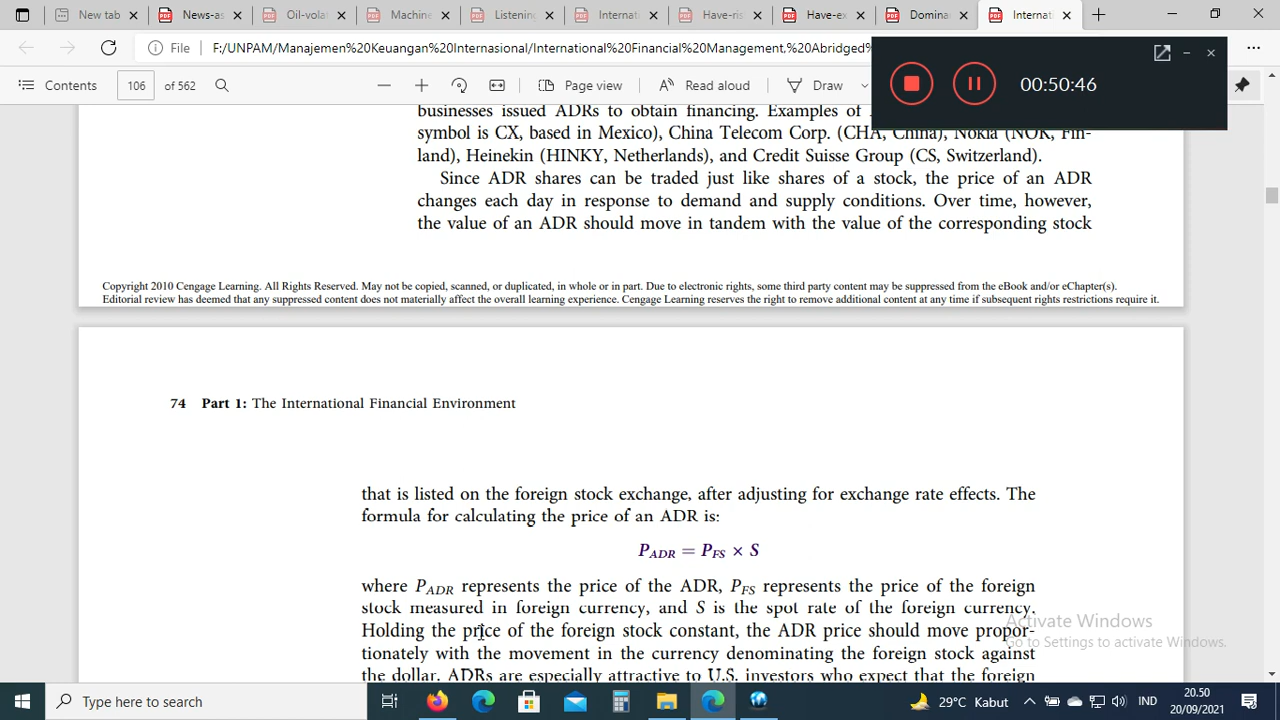 New tab
News-as
Oil-volat
Machine
Listening
Internati
Have-ris
Have-ex
Domina
Internati
File
F:/UNPAM/Manajemen%20Keuangan%20Internasional/International%20Financial%20Management,%20Abridged%
Contents
106
of 562
Page view
Read aloud
Draw
00:50:46
businesses issued ADRs to obtain financing. Examples of
symbol is CX, based in Mexico), China Telecom Corp. (CHA, China), Nokia (NOK, Fin-
land), Heinekin (HINKY, Netherlands), and Credit Suisse Group (CS, Switzerland).
Since ADR shares can be traded just like shares of a stock, the price of an ADR
changes each day in response to demand and supply conditions. Over time, however,
the value of an ADR should move in tandem with the value of the corresponding stock
Copyright 2010 Cengage Learning. All Rights Reserved. May not be copied, scanned, or duplicated, in whole or in part. Due to electronic rights, some third party content may be suppressed from the eBook and/or eChapter(s).
Editorial review has deemed that any suppressed content does not materially affect the overall learning experience. Cengage Learning reserves the right to remove additional content at any time if subsequent rights restrictions require it.
74 Part 1: The International Financial Environment
that is listed on the foreign stock exchange, after adjusting for exchange rate effects. The
formula for calculating the price of an ADR is:
P_ADR = P_FS × S
where P_ADR represents the price of the ADR, P_FS represents the price of the foreign
stock measured in foreign currency, and S is the spot rate of the foreign currency.
Holding the price of the foreign stock constant, the ADR price should move propor-
tionately with the movement in the currency denominating the foreign stock against
the dollar. ADRs are especially attractive to U.S. investors who expect that the foreign
Activate Windows
Go to Settings to activate Windows.
Type here to search
29°C Kabut
IND
20.50
20/09/2021